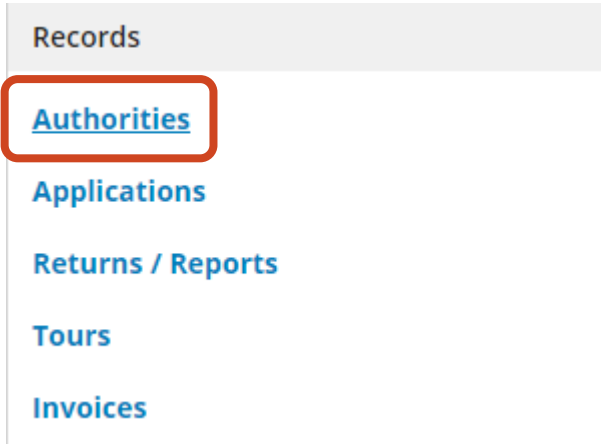 Records
Authorities
Applications
Returns / Reports
Tours
Invoices